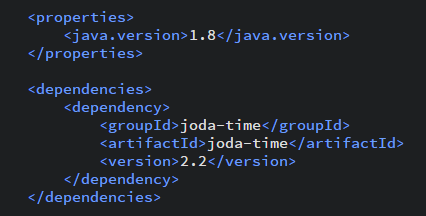 <properties>
<java.version>1.8</java.version>
</properties>
<dependencies>
<dependency>
<groupId>joda-time</groupId>
<artifactId>joda-time</artifactId>
<version>2.2</version>
</dependency>
</dependencies>